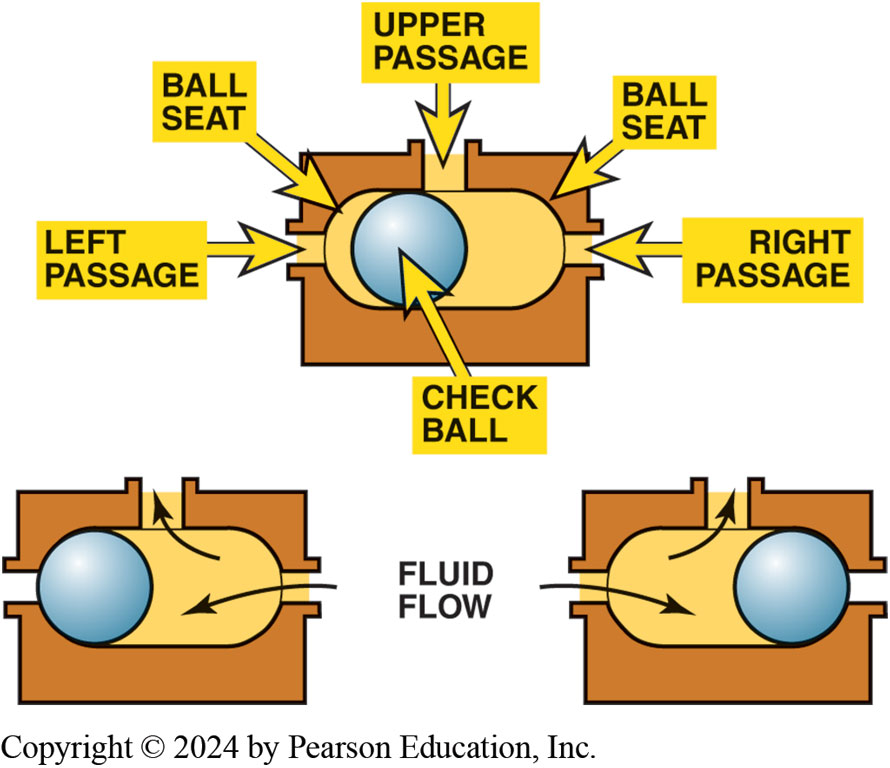 UPPER
PASSAGE
BALL
SEAT
BALL
SEAT
LEFT
PASSAGE
RIGHT
PASSAGE
CHECK
BALL
FLUID
FLOW
Copyright © 2024 by Pearson Education, Inc.